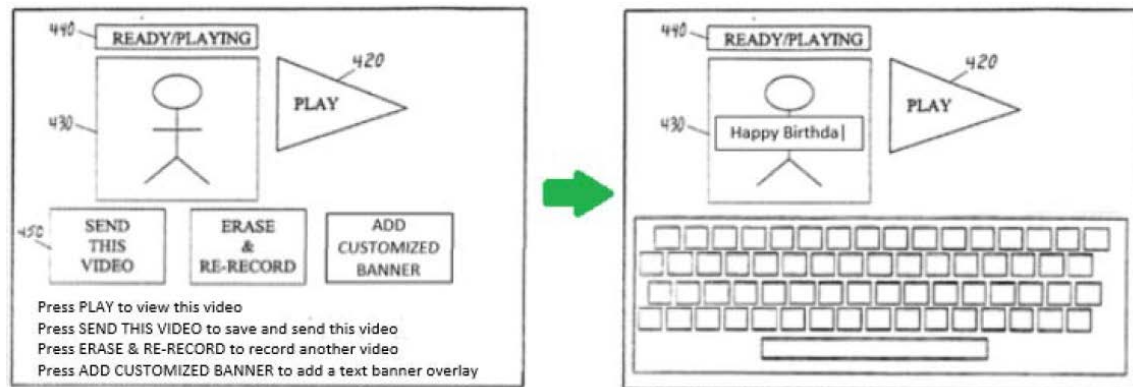 440
READY/PLAYING
420
PLAY
430
450
SEND
THIS
VIDEO
ERASE
&
RE-RECORD
ADD
CUSTOMIZED
BANNER
Press PLAY to view this video
Press SEND THIS VIDEO to save and send this video
Press ERASE & RE-RECORD to record another video
Press ADD CUSTOMIZED BANNER to add a text banner overlay
440
READY/PLAYING
420
PLAY
430
Happy Birthda|